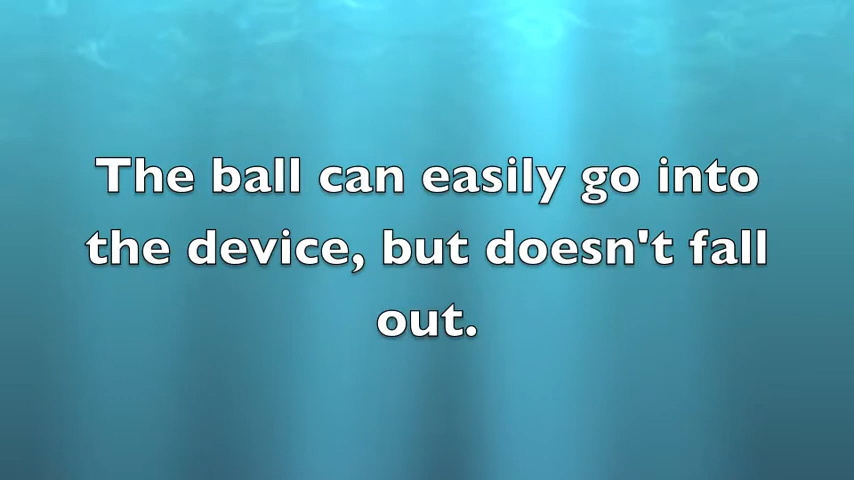 The ball can easily go into
the device, but doesn't fall
out.